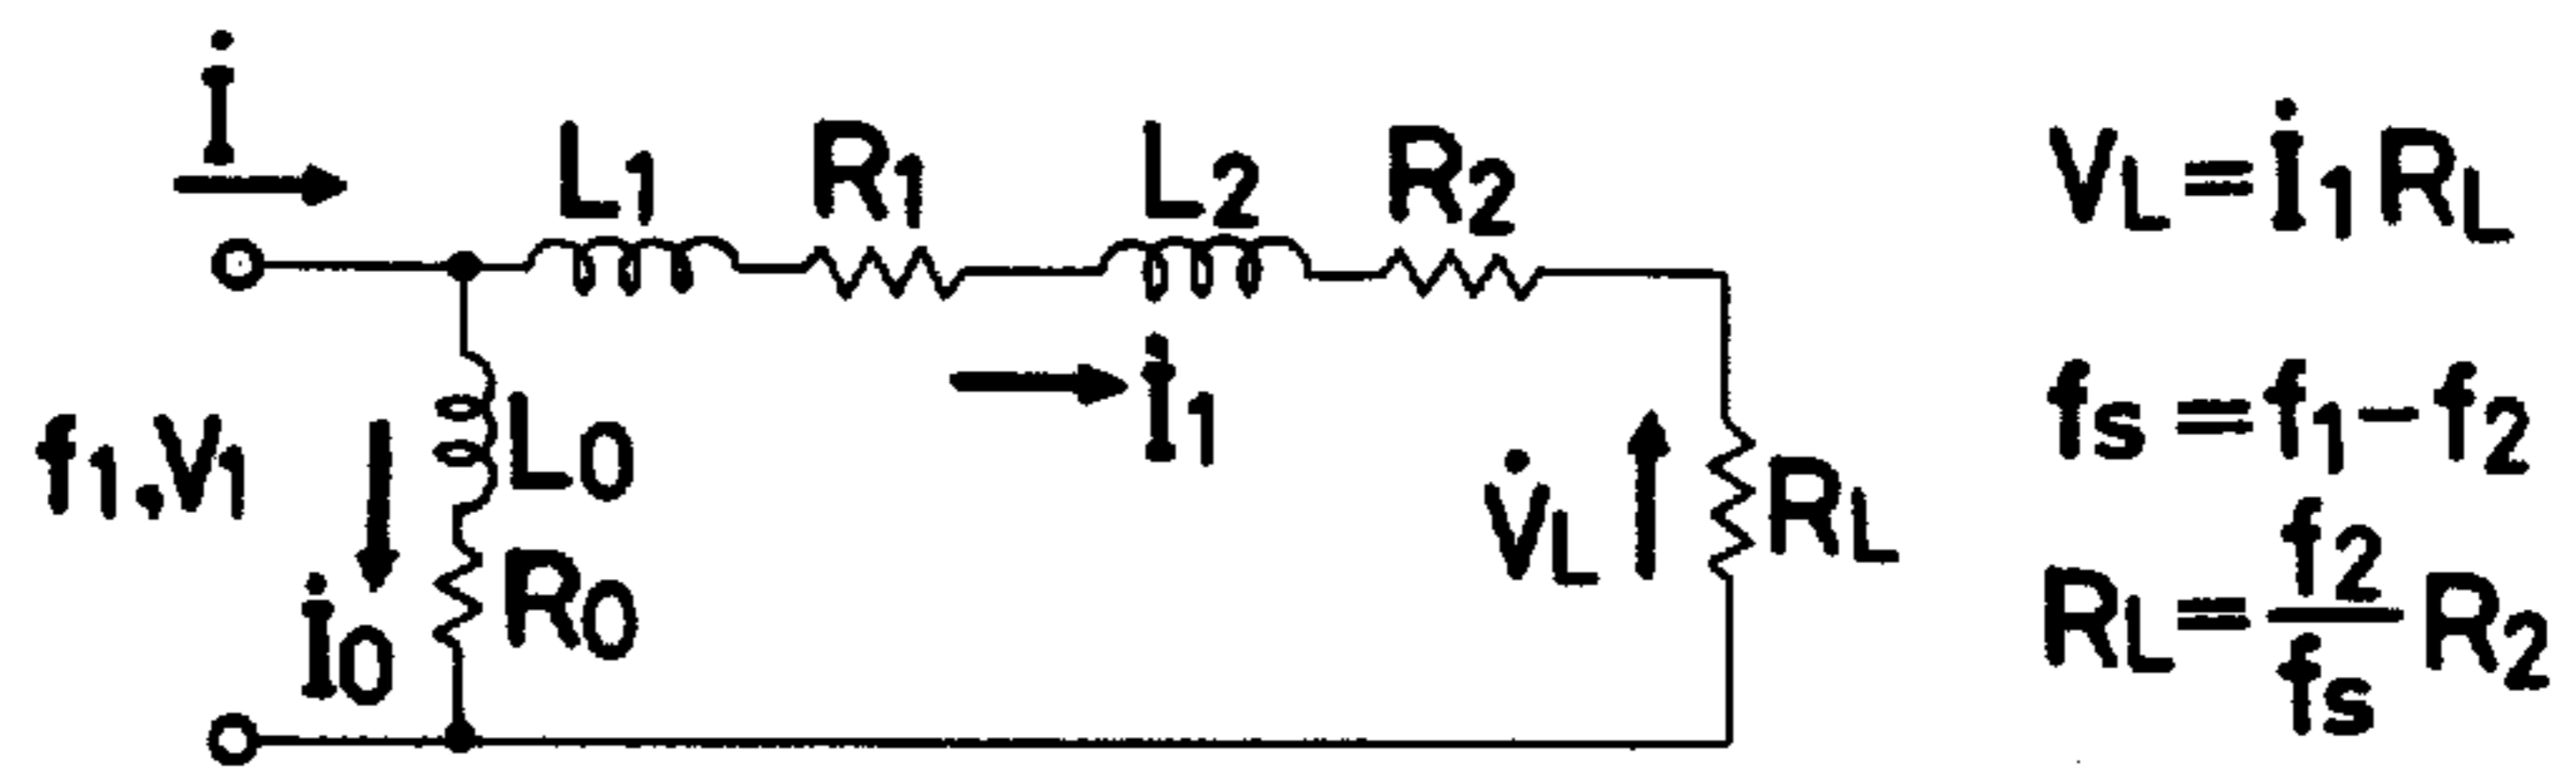 İ
L1 R1 L2 R2
VL=İ1RL
İ1
fs=f1-f2
f1,V1
L0
V̇L
RL
İ0
R0
RL=f2/fs R2